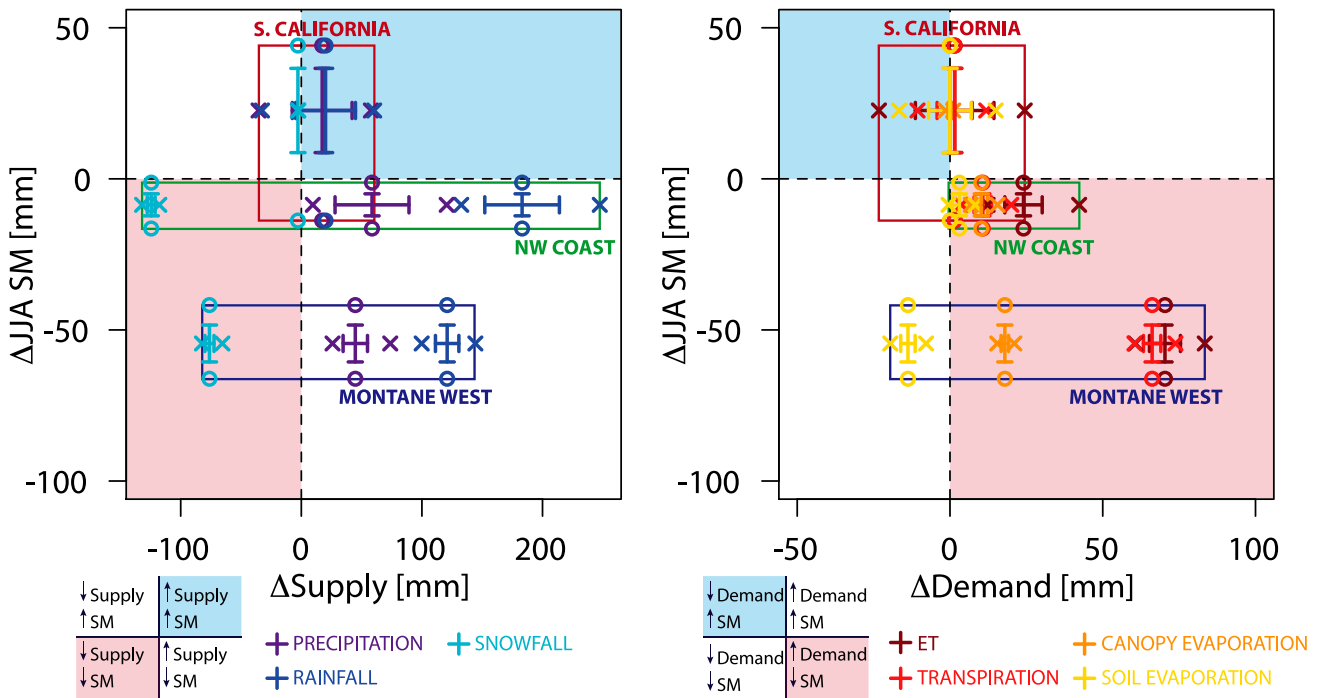 50
0
-50
-100
ΔJJA SM [mm]
S. CALIFORNIA
NW COAST
MONTANE WEST
-100
0
100
200
ΔSupply [mm]
↓ Supply
↑ SM
↑ Supply
↑ SM
↓ Supply
↓ SM
↑ Supply
↓ SM
PRECIPITATION
SNOWFALL
RAINFALL
50
0
-50
-100
ΔJJA SM [mm]
S. CALIFORNIA
NW COAST
MONTANE WEST
-50
0
50
100
ΔDemand [mm]
↓ Demand
↑ SM
↑ Demand
↑ SM
↓ Demand
↓ SM
↑ Demand
↓ SM
ET
CANOPY EVAPORATION
TRANSPIRATION
SOIL EVAPORATION